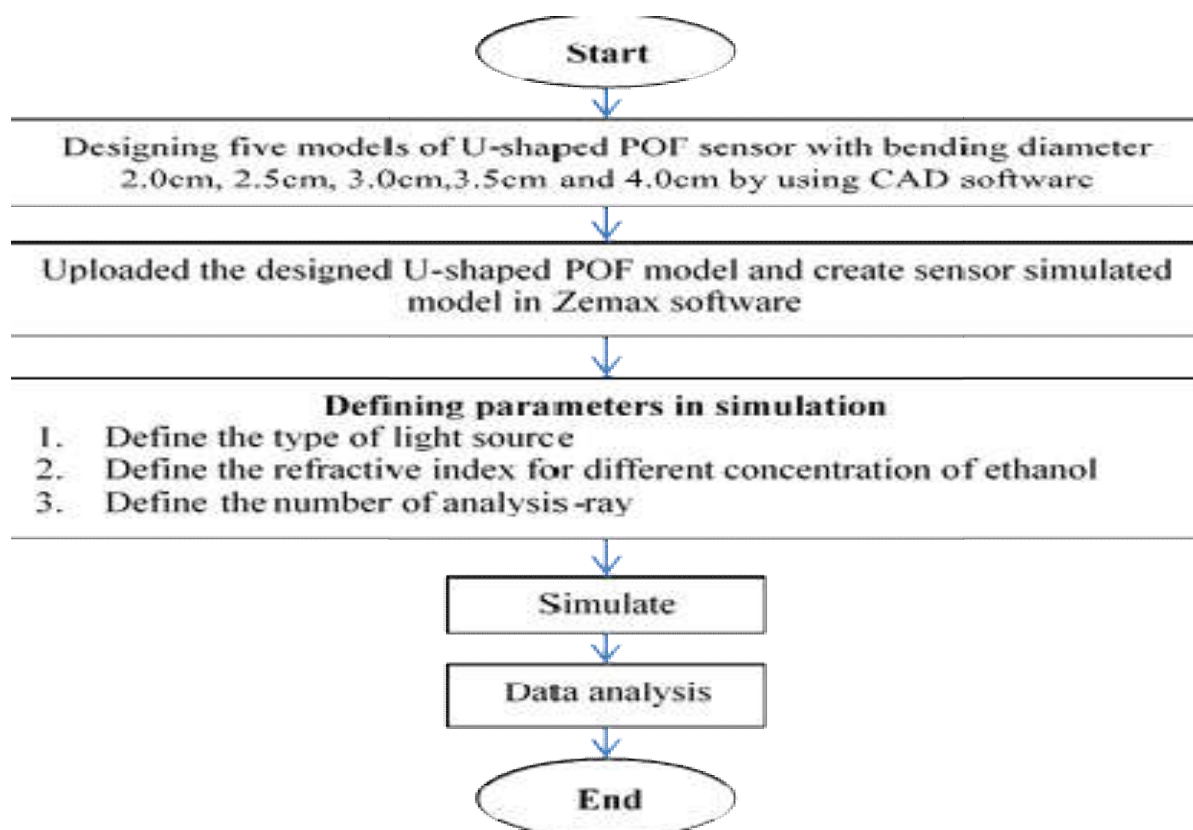 Start
Designing five models of U-shaped POF sensor with bending diameter
2.0cm, 2.5cm, 3.0cm,3.5cm and 4.0cm by using CAD software
Uploaded the designed U-shaped POF model and create sensor simulated
model in Zemax software
Defining parameters in simulation
1. Define the type of light source
2. Define the refractive index for different concentration of ethanol
3. Define the number of analysis-ray
Simulate
Data analysis
End